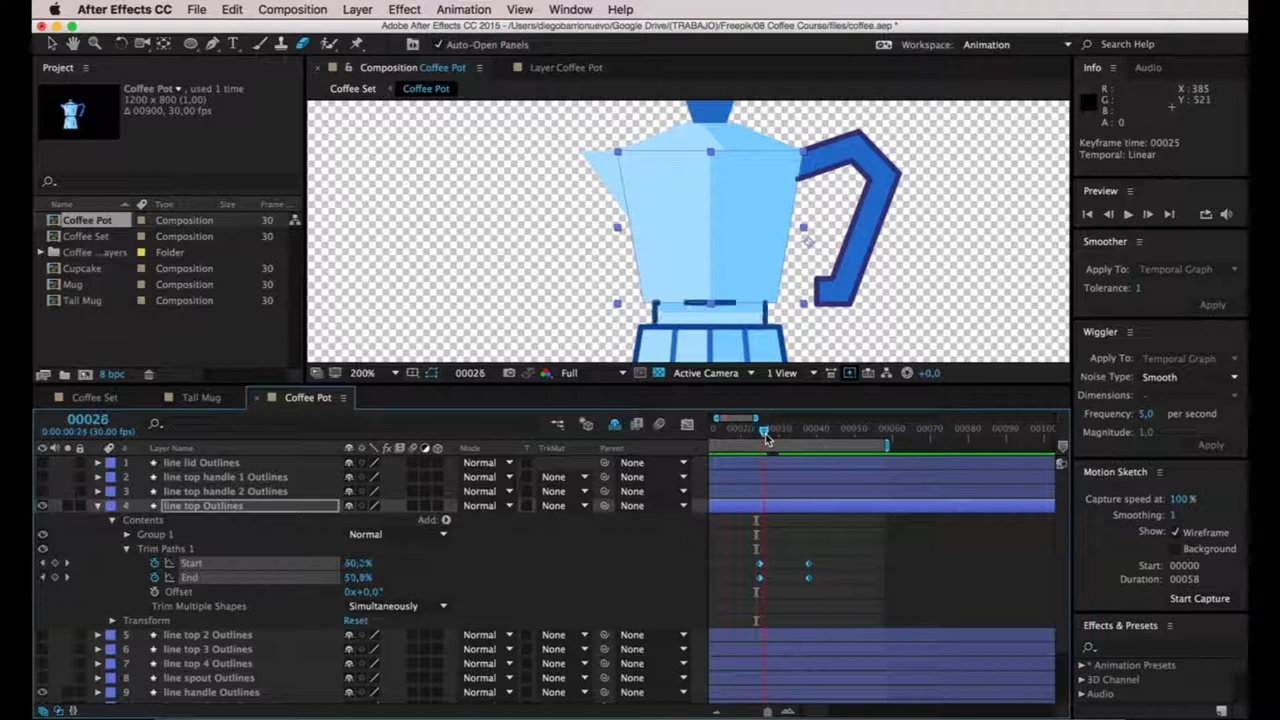 After Effects CC File Edit Composition Layer Effect Animation View Window Help
Adobe After Effects CC 2015 - /Users/diegobarrionuevo/Google Drive/(TRABAJO)/Freepik/08 Coffee Course/files/coffee.aep *
Auto-Open Panels Workspace: Animation Search Help
Project
Composition Coffee Pot Layer Coffee Pot
Info Audio
Coffee Pot, used 1 time
1200 x 800 (1,00)
Δ 00900, 30,00 fps
Coffee Set Coffee Pot
R: X: 385
G: Y: 521
B:
A: 0
Keyframe time: 00025
Temporal: Linear
Preview
Name Type Size Frame
Coffee Pot Composition 30
Coffee Set Composition 30
Coffee ...ayers Folder
Cupcake Composition 30
Mug Composition 30
Tall Mug Composition 30
Smoother
Apply To: Temporal Graph
Tolerance: 1
Apply
Wiggler
Apply To: Temporal Graph
Noise Type: Smooth
Dimensions: -
Frequency: 5,0 per second
Magnitude: 1,0
Apply
8 bpc
200% 00026 Full Active Camera 1 View +0,0
Coffee Set Tall Mug Coffee Pot
00026
0:00:00:26 (30.00 fps)
# Layer Name Mode T TrkMat Parent
1 line lid Outlines Normal None
2 line top handle 1 Outlines Normal None None
3 line top handle 2 Outlines Normal None None
4 line top Outlines Normal None None
Contents Add:
Group 1 Normal
Trim Paths 1
Start
End
Offset 0x+0,0°
Trim Multiple Shapes Simultaneously
Transform Reset
5 line top 2 Outlines Normal None None
6 line top 3 Outlines Normal None None
7 line top 4 Outlines Normal None None
8 line spout Outlines Normal None None
9 line handle Outlines Normal None None
Motion Sketch
Capture speed at: 100 %
Smoothing: 1
Show: Wireframe
Background
Start: 00000
Duration: 00058
Start Capture
Effects & Presets
* Animation Presets
3D Channel
Audio